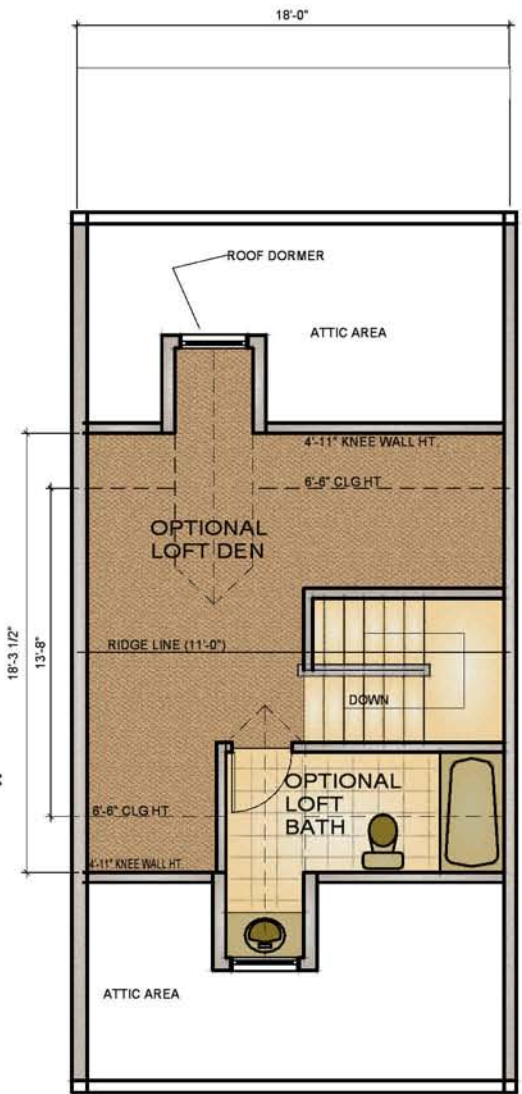 18'-0"
ROOF DORMER
ATTIC AREA
4'-11" KNEE WALL HT.
6'-6" CLG HT
OPTIONAL
LOFT DEN
18'-3 1/2"
13'-8"
RIDGE LINE (11'-0")
DOWN
OPTIONAL
LOFT
BATH
6'-6" CLG HT
4'-11" KNEE WALL HT.
ATTIC AREA